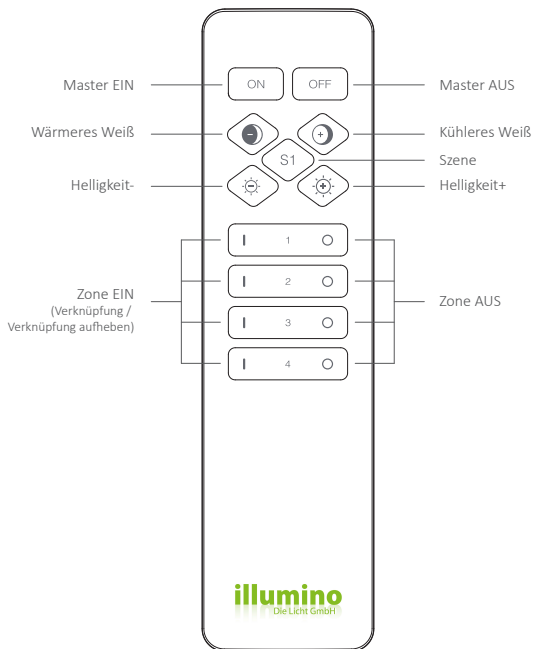 Master EIN
ON
OFF
Master AUS
Wärmeres Weiß
Kühleres Weiß
S1
Szene
Helligkeit-
Helligkeit+
1
2
3
4
Zone EIN
(Verknüpfung /
Verknüpfung aufheben)
Zone AUS
illumino
Die Licht GmbH